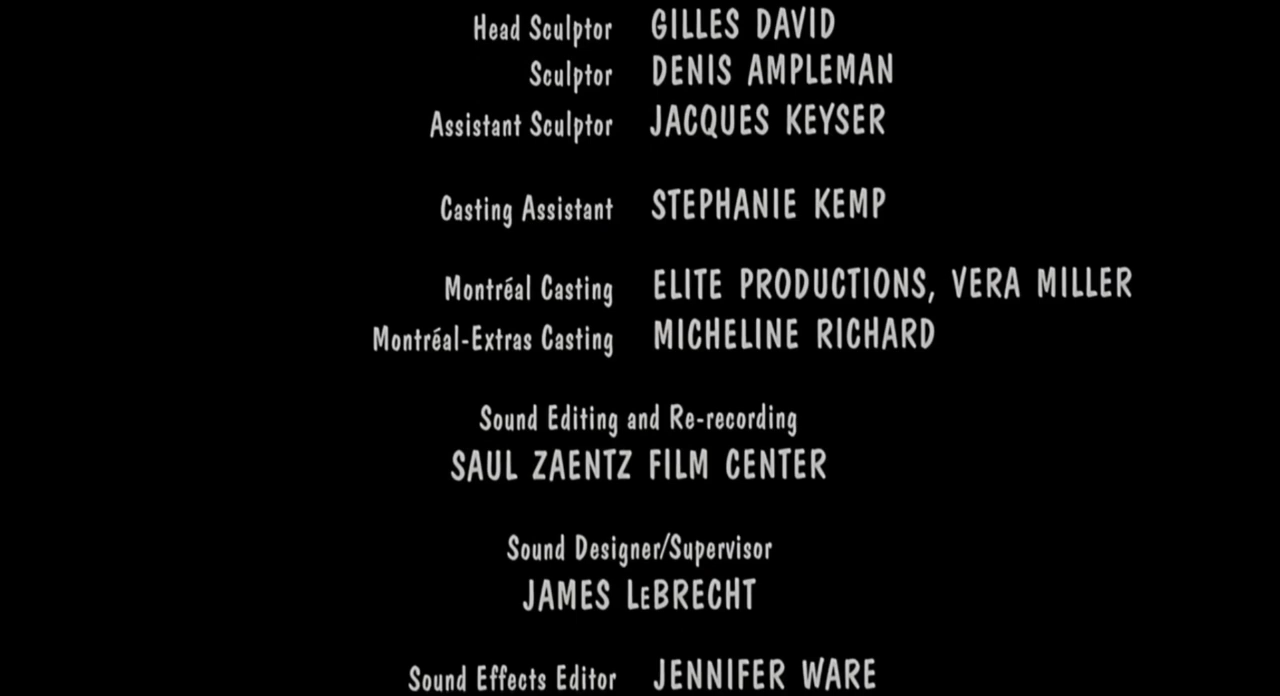 Head Sculptor GILLES DAVID
Sculptor DENIS AMPLEMAN
Assistant Sculptor JACQUES KEYSER
Casting Assistant STEPHANIE KEMP
Montréal Casting ELITE PRODUCTIONS, VERA MILLER
Montréal-Extras Casting MICHELINE RICHARD
Sound Editing and Re-recording
SAUL ZAENTZ FILM CENTER
Sound Designer/Supervisor
JAMES LeBRECHT
Sound Effects Editor JENNIFER WARE